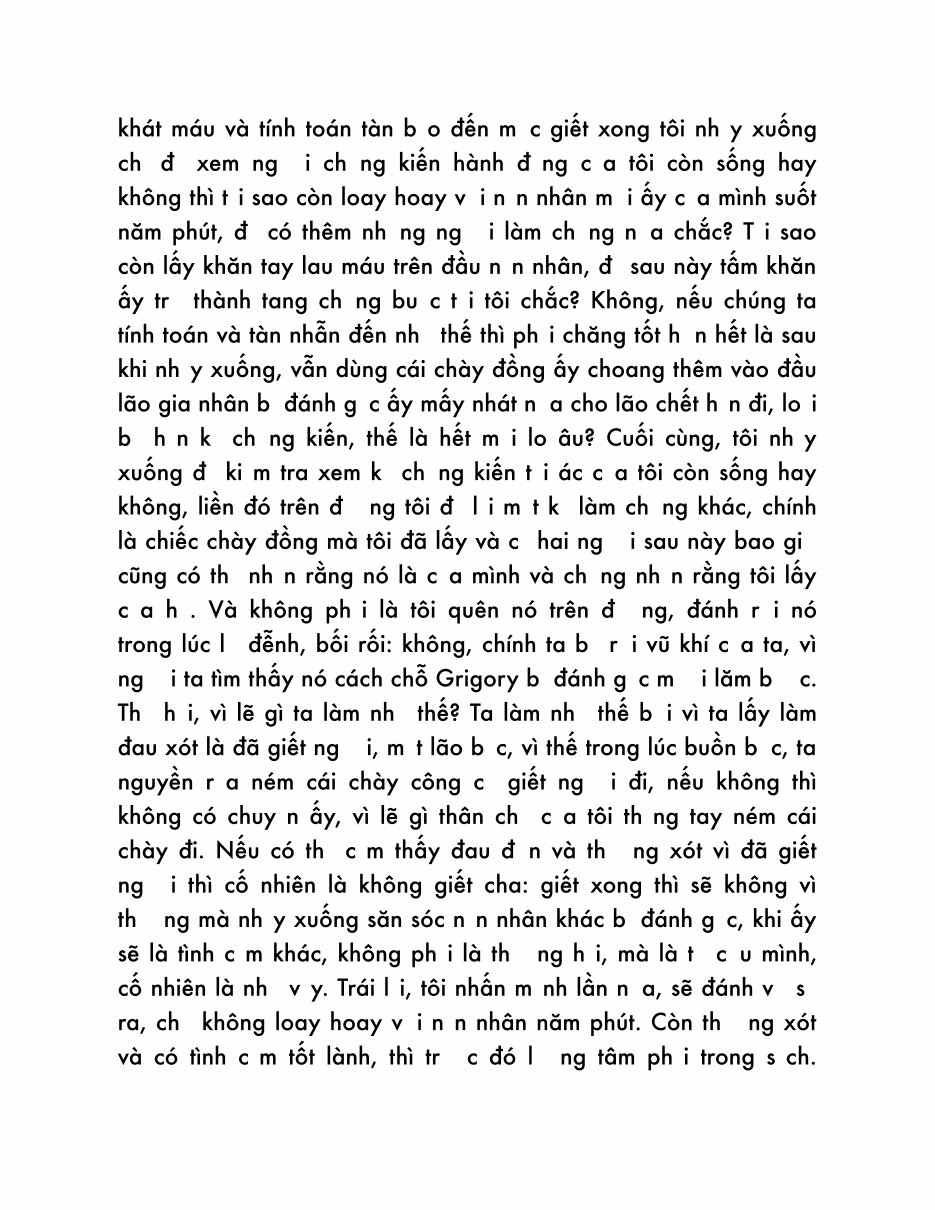 khát máu và tính toán tàn b o đến m c giết xong tôi nh y xuống
ch đ xem ng i ch ng kiến hành đ ng c a tôi còn sống hay
không thì t i sao còn loay hoay v i n n nhân m i ấy c a mình suốt
năm phút, đ có thêm nh ng ng i làm ch ng n a chắc? T i sao
còn lấy khăn tay lau máu trên đầu n n nhân, đ sau này tấm khăn
ấy tr thành tang ch ng bu c t i tôi chắc? Không, nếu chúng ta
tính toán và tàn nhẫn đến nh thế thì ph i chăng tốt h n hết là sau
khi nh y xuống, vẫn dùng cái chày đồng ấy choang thêm vào đầu
lão gia nhân b đánh g c ấy mấy nhát n a cho lão chết h n đi, lo i
b h n k ch ng kiến, thế là hết m i lo âu? Cuối cùng, tôi nh y
xuống đ ki m tra xem k ch ng kiến t i ác c a tôi còn sống hay
không, liền đó trên đ ng tôi đ l i m t k làm ch ng khác, chính
là chiếc chày đồng mà tôi đã lấy và c hai ng i sau này bao gi
cũng có th nh n rằng nó là c a mình và ch ng nh n rằng tôi lấy
c a h . Và không ph i là tôi quên nó trên đ ng, đánh r i nó
trong lúc l đễnh, bối rối: không, chính ta b r i vũ khí c a ta, vì
ng i ta tìm thấy nó cách chỗ Grigory b đánh g c m i lăm b c.
Th h i, vì lẽ gì ta làm nh thế? Ta làm nh thế b i vì ta lấy làm
đau xót là đã giết ng i, m t lão b c, vì thế trong lúc buồn b c, ta
nguyền r a ném cái chày công c giết ng i đi, nếu không thì
không có chuy n ấy, vì lẽ gì thân ch c a tôi th ng tay ném cái
chày đi. Nếu có th c m thấy đau đ n và th ng xót vì đã giết
ng i thì cố nhiên là không giết cha: giết xong thì sẽ không vì
th ng mà nh y xuống săn sóc n n nhân khác b đánh g c, khi ấy
sẽ là tình c m khác, không ph i là th ng h i, mà là t c u mình,
cố nhiên là nh v y. Trái l i, tôi nhấn m nh lần n a, sẽ đánh v s
ra, ch không loay hoay v i n n nhân năm phút. Còn th ng xót
và có tình c m tốt lành, thì tr c đó l ng tâm ph i trong s ch.